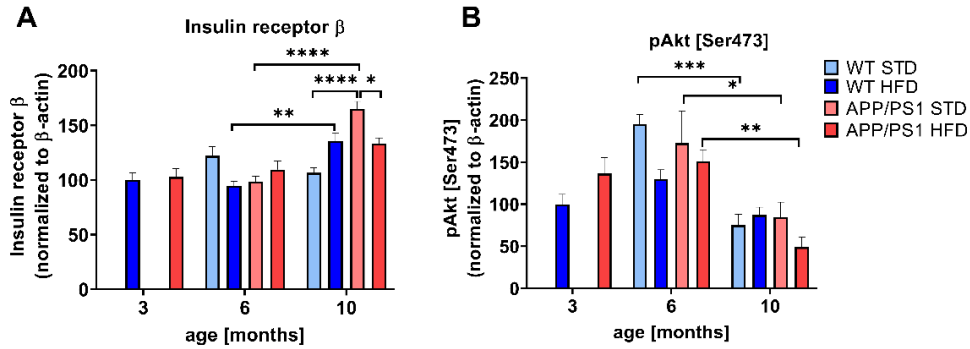 A
Insulin receptor β
Insulin receptor β
(normalized to β-actin)
200
150
100
50
0
****
**** *
**
3 6 10
age [months]
B
pAkt [Ser473]
pAkt [Ser473]
(normalized to β-actin)
250
200
150
100
50
0
***
*
**
3 6 10
age [months]
WT STD
WT HFD
APP/PS1 STD
APP/PS1 HFD